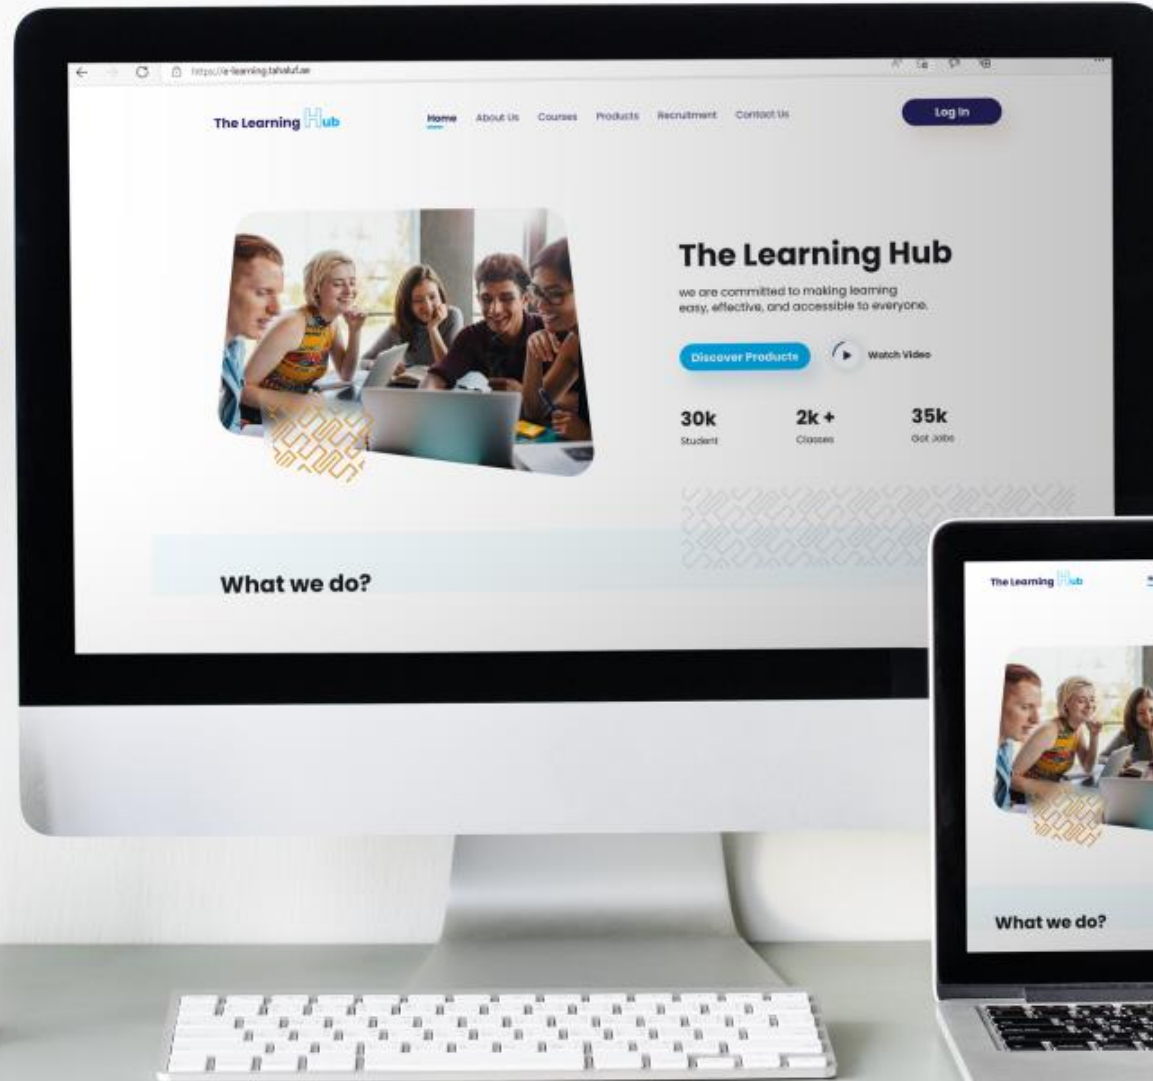 https://e-learning.tahaluf.ae
The Learning Hub
Home About Us Courses Products Recruitment Contact Us
Log In
The Learning Hub
we are committed to making learning
easy, effective, and accessible to everyone.
Discover Products
Watch Video
30k 2k + 35k
Student Classes Got Jobs
What we do?
The Learning Hub
What we do?